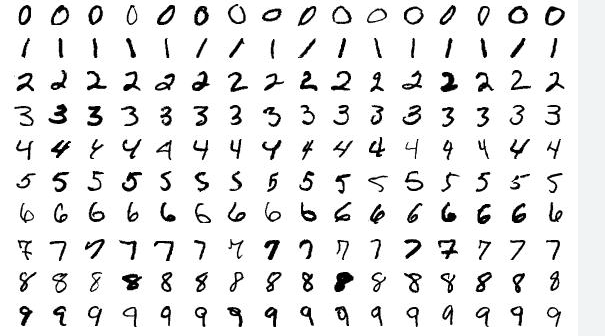 0 0 0 0 0 0 0 0 0 0 0 0 0 0 0 0
1 1 1 1 1 1 1 1 1 1 1 1 1 1 1 1
2 2 2 2 2 2 2 2 2 2 2 2 2 2 2 2
3 3 3 3 3 3 3 3 3 3 3 3 3 3 3 3
4 4 4 4 4 4 4 4 4 4 4 4 4 4 4 4
5 5 5 5 5 5 5 5 5 5 5 5 5 5 5 5
6 6 6 6 6 6 6 6 6 6 6 6 6 6 6 6
7 7 7 7 7 7 7 7 7 7 7 7 7 7 7 7
8 8 8 8 8 8 8 8 8 8 8 8 8 8 8 8
9 9 9 9 9 9 9 9 9 9 9 9 9 9 9 9